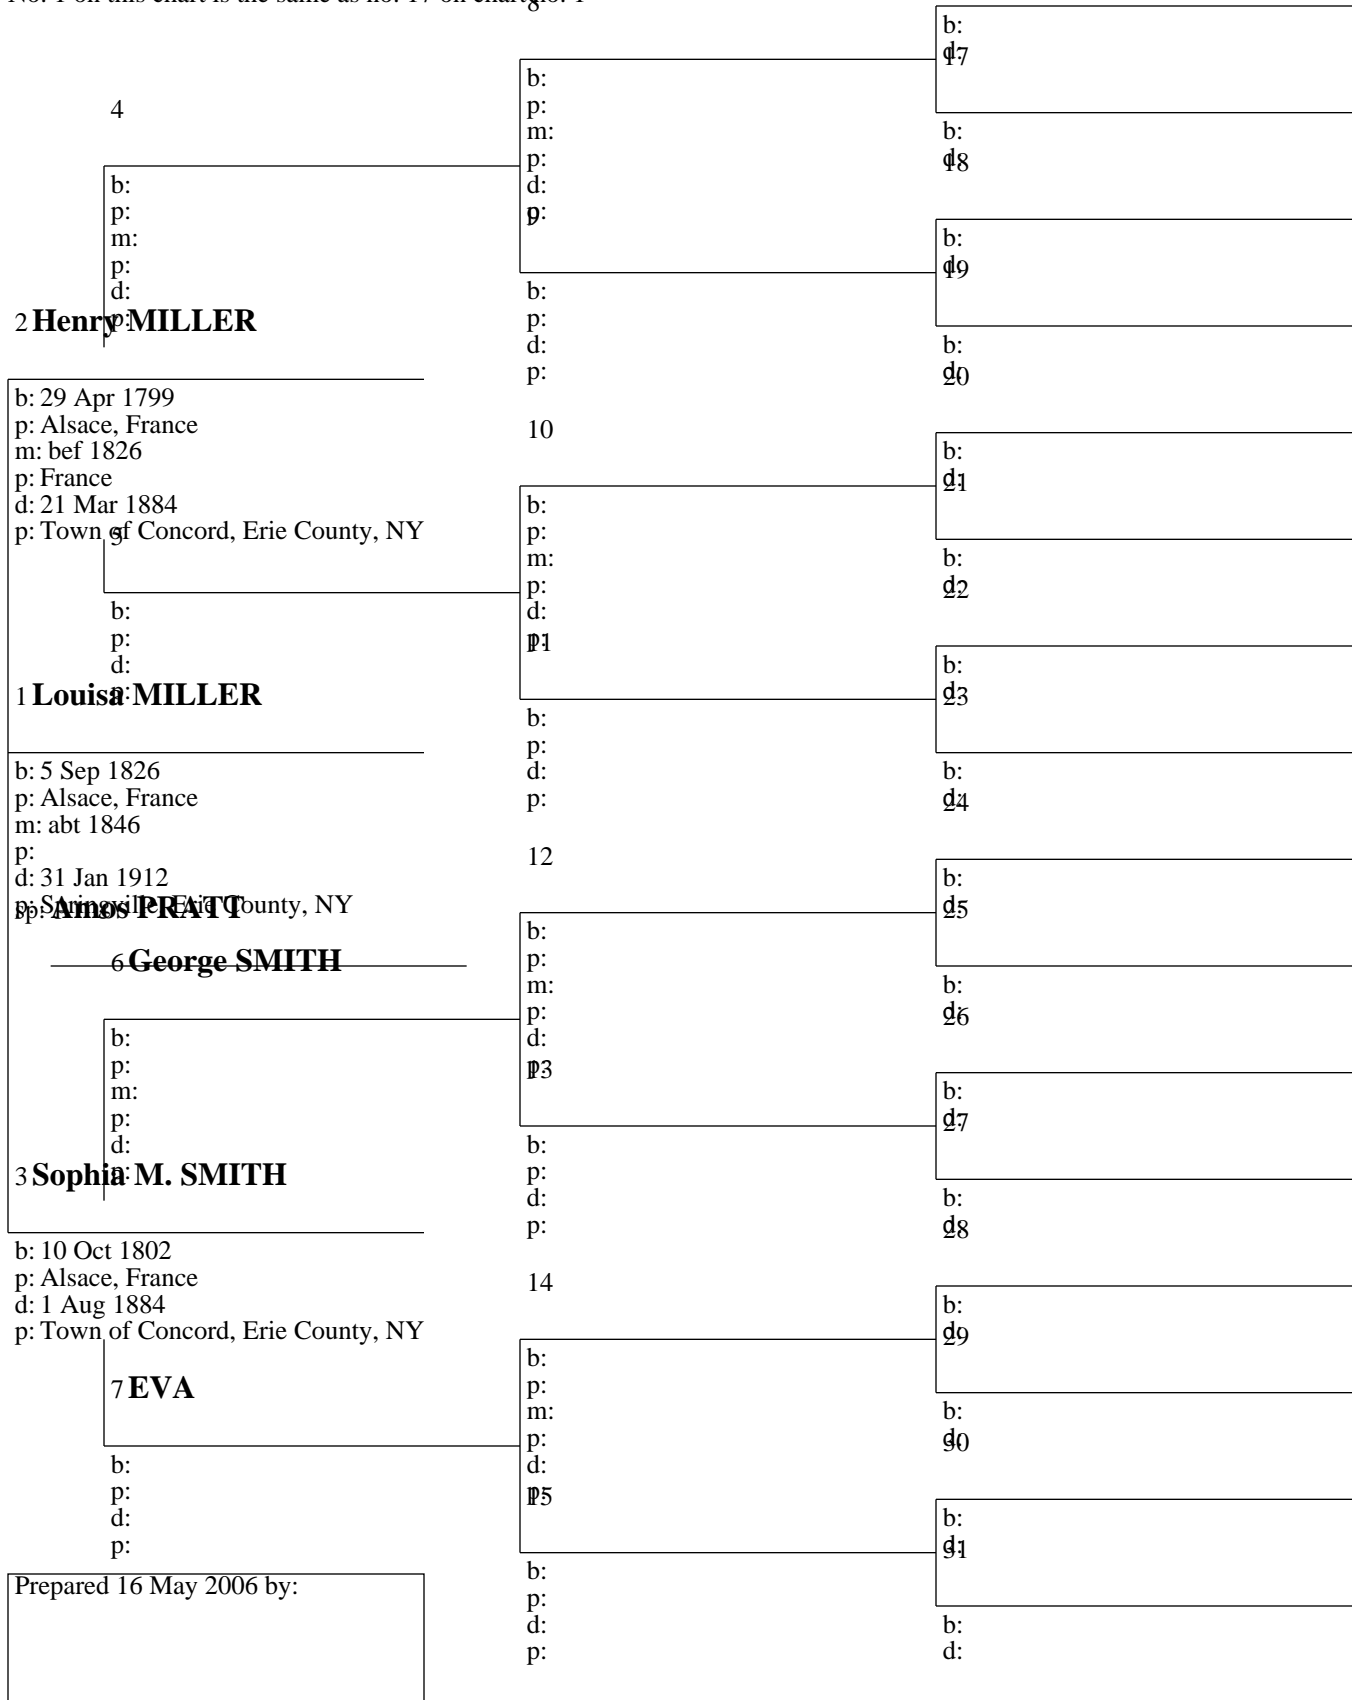 No. 1 on this chart is the same as no. 17 on chart no. 1
8
b:
d:
17
b:
p:
m:
p:
d:
p:
4
b:
d:
18
b:
p:
m:
p:
d:
p:
9
b:
d:
19
2 Henry MILLER
b:
p:
d:
p:
b:
d:
20
b: 29 Apr 1799
p: Alsace, France
m: bef 1826
p: France
d: 21 Mar 1884
p: Town of Concord, Erie County, NY
10
b:
d:
21
b:
p:
m:
p:
d:
p:
5
b:
d:
22
b:
p:
d:
p:
11
b:
d:
23
1 Louisa MILLER
b:
p:
d:
p:
b:
d:
24
b: 5 Sep 1826
p: Alsace, France
m: abt 1846
p:
d: 31 Jan 1912
p: Springville, Erie County, NY
sp: Amos PRATT
12
b:
d:
25
6 George SMITH
b:
p:
m:
p:
d:
p:
b:
d:
26
b:
p:
m:
p:
d:
p:
13
b:
d:
27
3 Sophia M. SMITH
b:
p:
d:
p:
b:
d:
28
b: 10 Oct 1802
p: Alsace, France
d: 1 Aug 1884
p: Town of Concord, Erie County, NY
14
b:
d:
29
7 EVA
b:
p:
m:
p:
d:
p:
b:
d:
30
b:
p:
d:
p:
15
b:
d:
31
Prepared 16 May 2006 by:
b:
p:
d:
p:
b:
d: